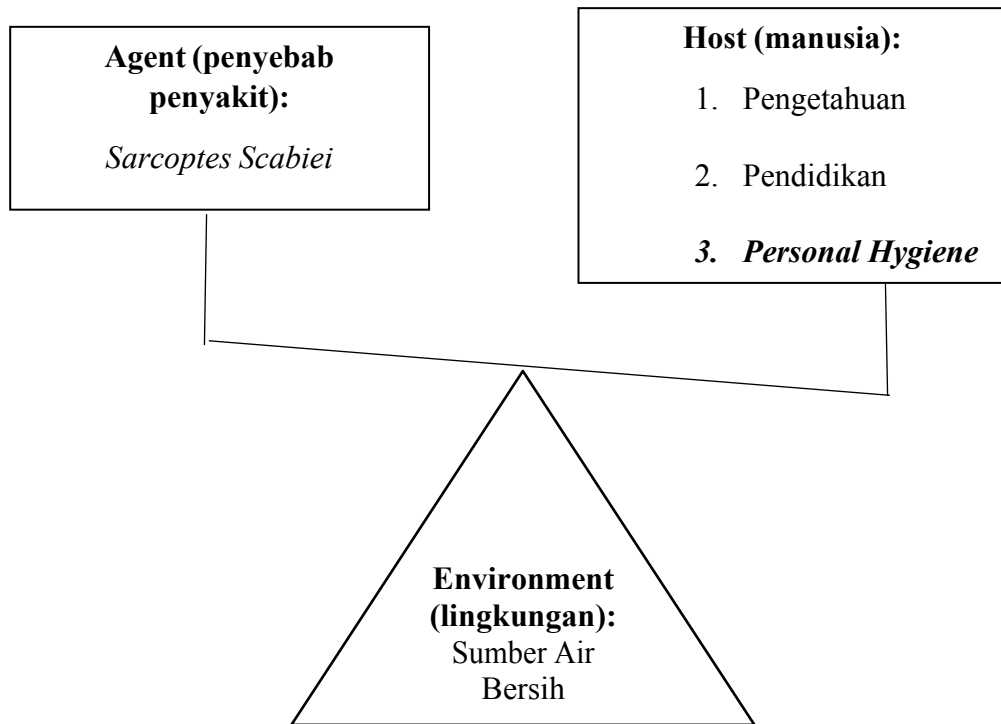 Agent (penyebab
penyakit):
Sarcoptes Scabiei
Host (manusia):
1. Pengetahuan
2. Pendidikan
3. Personal Hygiene
Environment
(lingkungan):
Sumber Air
Bersih